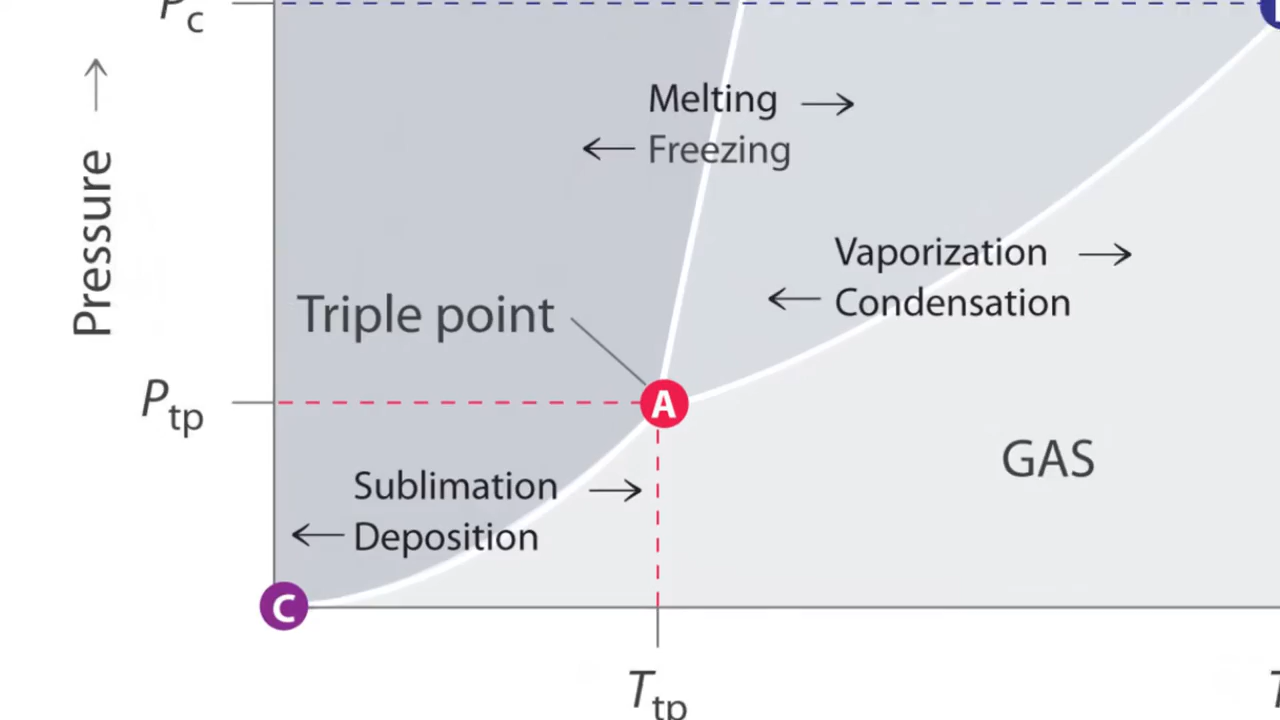 Pc
Melting →
← Freezing
Pressure →
Vaporization →
← Condensation
Triple point
Ptp
A
GAS
Sublimation →
← Deposition
C
Ttp
T